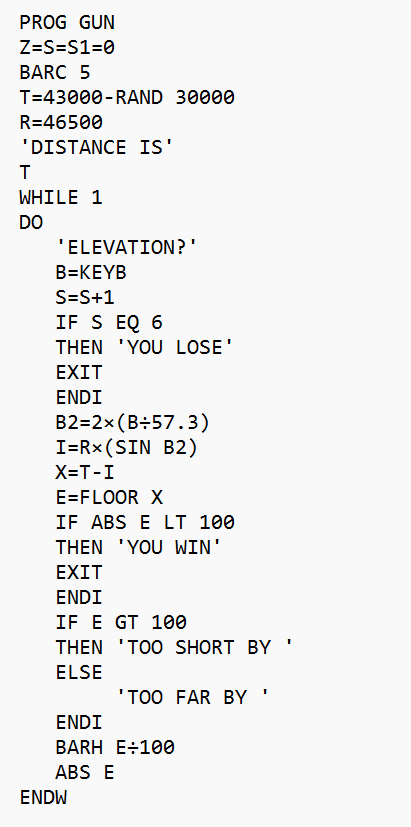 PROG GUN
Z=S=S1=0
BARC 5
T=43000-RAND 30000
R=46500
'DISTANCE IS'
T
WHILE 1
DO
   'ELEVATION?'
   B=KEYB
   S=S+1
   IF S EQ 6
   THEN 'YOU LOSE'
   EXIT
   ENDI
   B2=2×(B÷57.3)
   I=R×(SIN B2)
   X=T-I
   E=FLOOR X
   IF ABS E LT 100
   THEN 'YOU WIN'
   EXIT
   ENDI
   IF E GT 100
   THEN 'TOO SHORT BY '
   ELSE
        'TOO FAR BY '
   ENDI
   BARH E÷100
   ABS E
ENDW